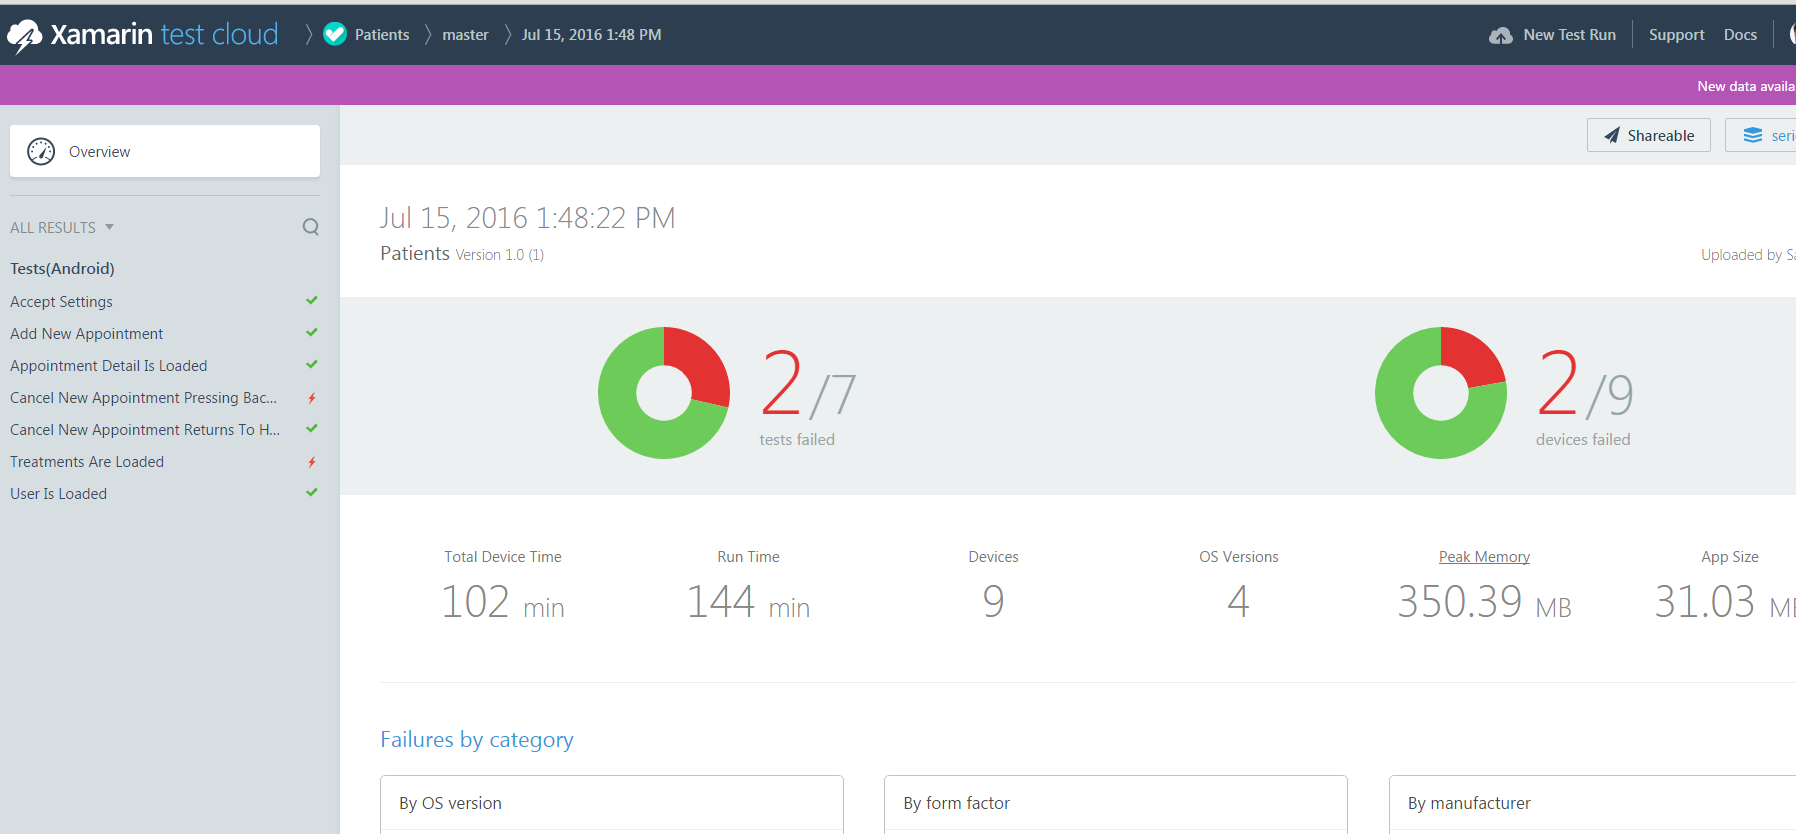 Xamarin test cloud Patients master Jul 15, 2016 1:48 PM New Test Run Support Docs
New data availa
Overview
Shareable seri
ALL RESULTS
Tests(Android)
Accept Settings
Add New Appointment
Appointment Detail Is Loaded
Cancel New Appointment Pressing Bac...
Cancel New Appointment Returns To H...
Treatments Are Loaded
User Is Loaded
Jul 15, 2016 1:48:22 PM
Patients Version 1.0 (1)
Uploaded by Sa
2/7
tests failed
2/9
devices failed
Total Device Time
102 min
Run Time
144 min
Devices
9
OS Versions
4
Peak Memory
350.39 MB
App Size
31.03 MB
Failures by category
By OS version
By form factor
By manufacturer